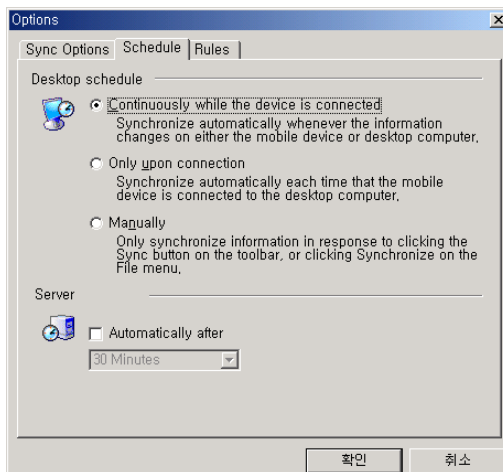 Options
Sync Options Schedule Rules
Desktop schedule
Continuously while the device is connected
Synchronize automatically whenever the information
changes on either the mobile device or desktop computer.
Only upon connection
Synchronize automatically each time that the mobile
device is connected to the desktop computer.
Manually
Only synchronize information in response to clicking the
Sync button on the toolbar, or clicking Synchronize on the
File menu.
Server
Automatically after
30 Minutes
확인 취소